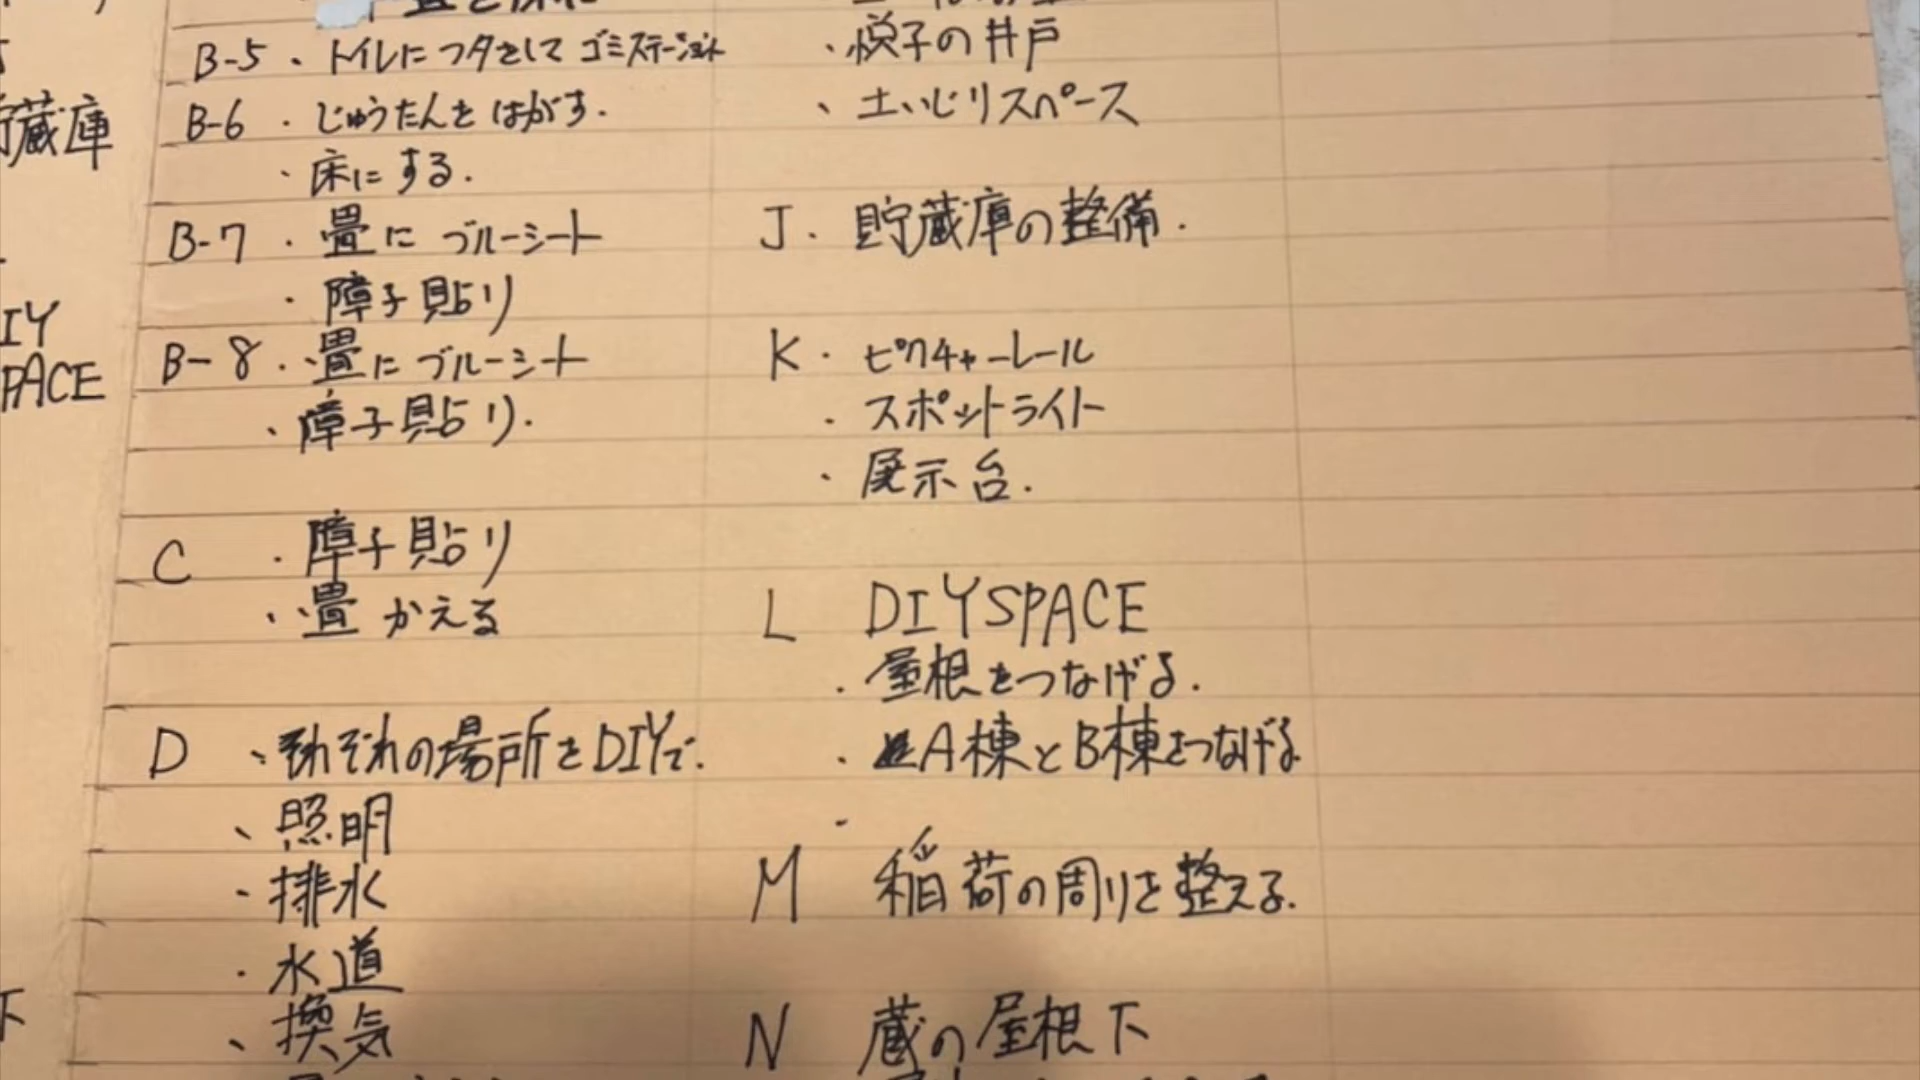 蔵庫
IY
PACE
B-5 ・トイレにフタをして ゴミステーション
B-6 ・じゅうたんを はがす.
・床に する.
B-7 ・畳に ブルーシート
・障子貼り
B-8 ・畳に ブルーシート
・障子貼り.
C ・障子貼り
・畳 かえる
D 、それぞれの場所をDIYで.
、照明
・排水
・水道
、換気
・悦子の井戸
、土いじりスペース
J. 貯蔵庫の整備.
K ・ピクチャーレール
・スポットライト
・展示台.
L DIYSPACE
・屋根をつなげる.
・A棟とB棟をつなげる
M 稲荷の周りを整える.
N 蔵の屋根下